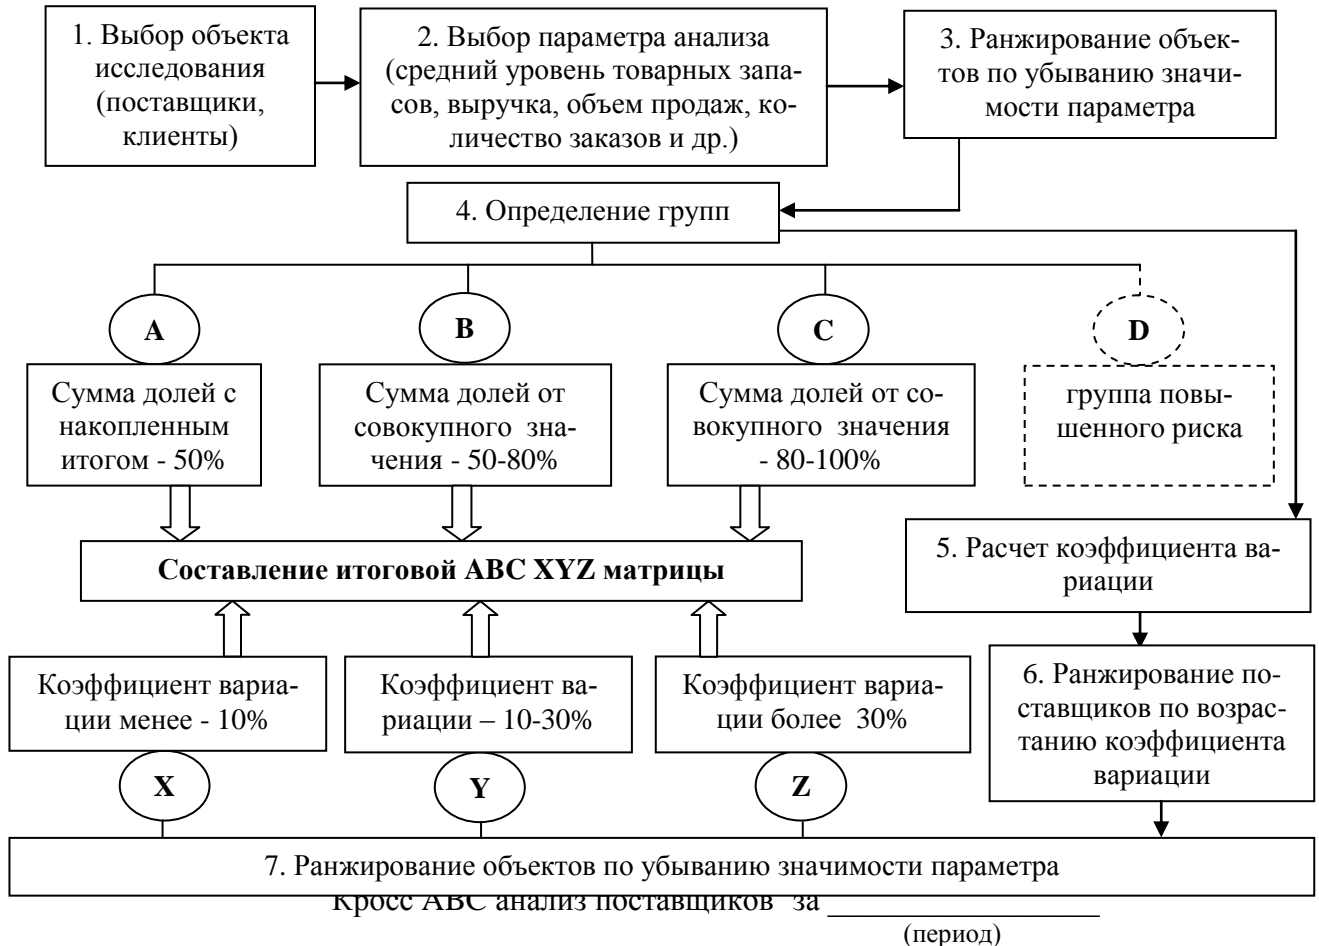 1. Выбор объекта
исследования
(поставщики,
клиенты)
2. Выбор параметра анализа
(средний уровень товарных запа-
сов, выручка, объем продаж, ко-
личество заказов и др.)
3. Ранжирование объек-
тов по убыванию значи-
мости параметра
4. Определение групп
A
B
C
D
Сумма долей с
накопленным
итогом - 50%
Сумма долей от
совокупного зна-
чения - 50-80%
Сумма долей от со-
вокупного значения
- 80-100%
группа повы-
шенного риска
Составление итоговой ABC XYZ матрицы
5. Расчет коэффициента ва-
риации
Коэффициент вариа-
ции менее - 10%
Коэффициент ва-
риации – 10-30%
Коэффициент вариа-
ции более 30%
6. Ранжирование по-
ставщиков по возрас-
танию коэффициента
вариации
X
Y
Z
7. Ранжирование объектов по убыванию значимости параметра
Кросс ABC анализ поставщиков за ___________________
(период)